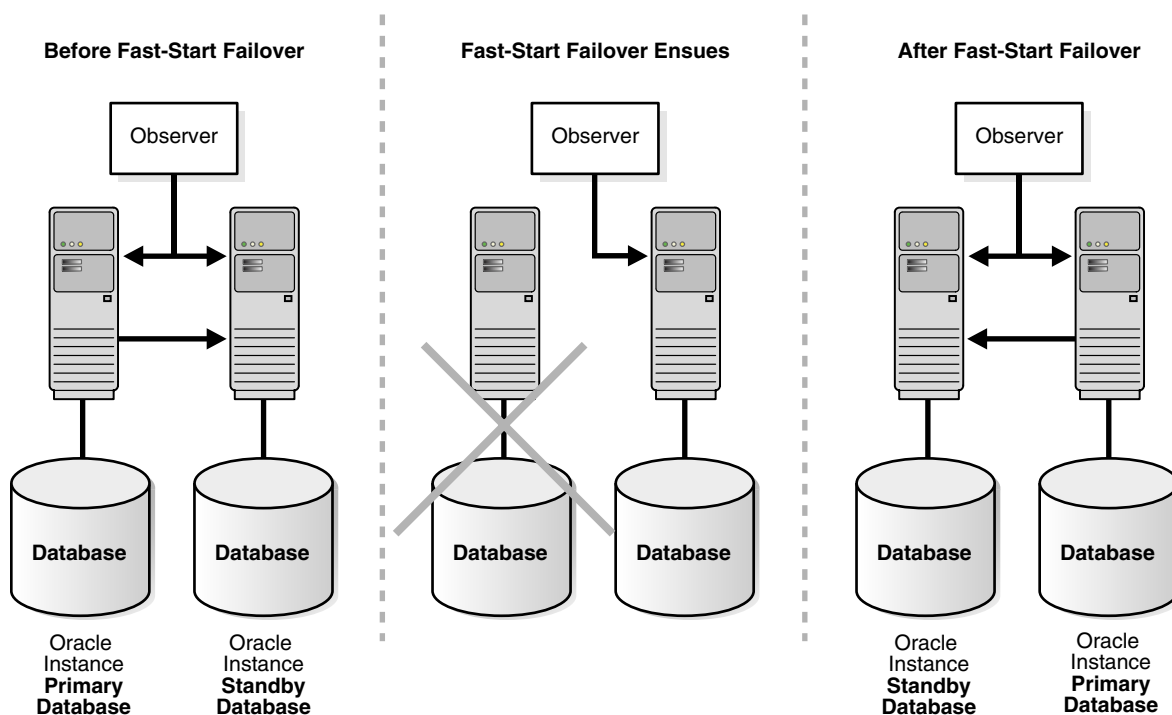 Before Fast-Start Failover
Observer
Database
Database
Oracle
Instance
Primary
Database
Oracle
Instance
Standby
Database
Fast-Start Failover Ensues
Observer
Database
Database
After Fast-Start Failover
Observer
Database
Database
Oracle
Instance
Standby
Database
Oracle
Instance
Primary
Database